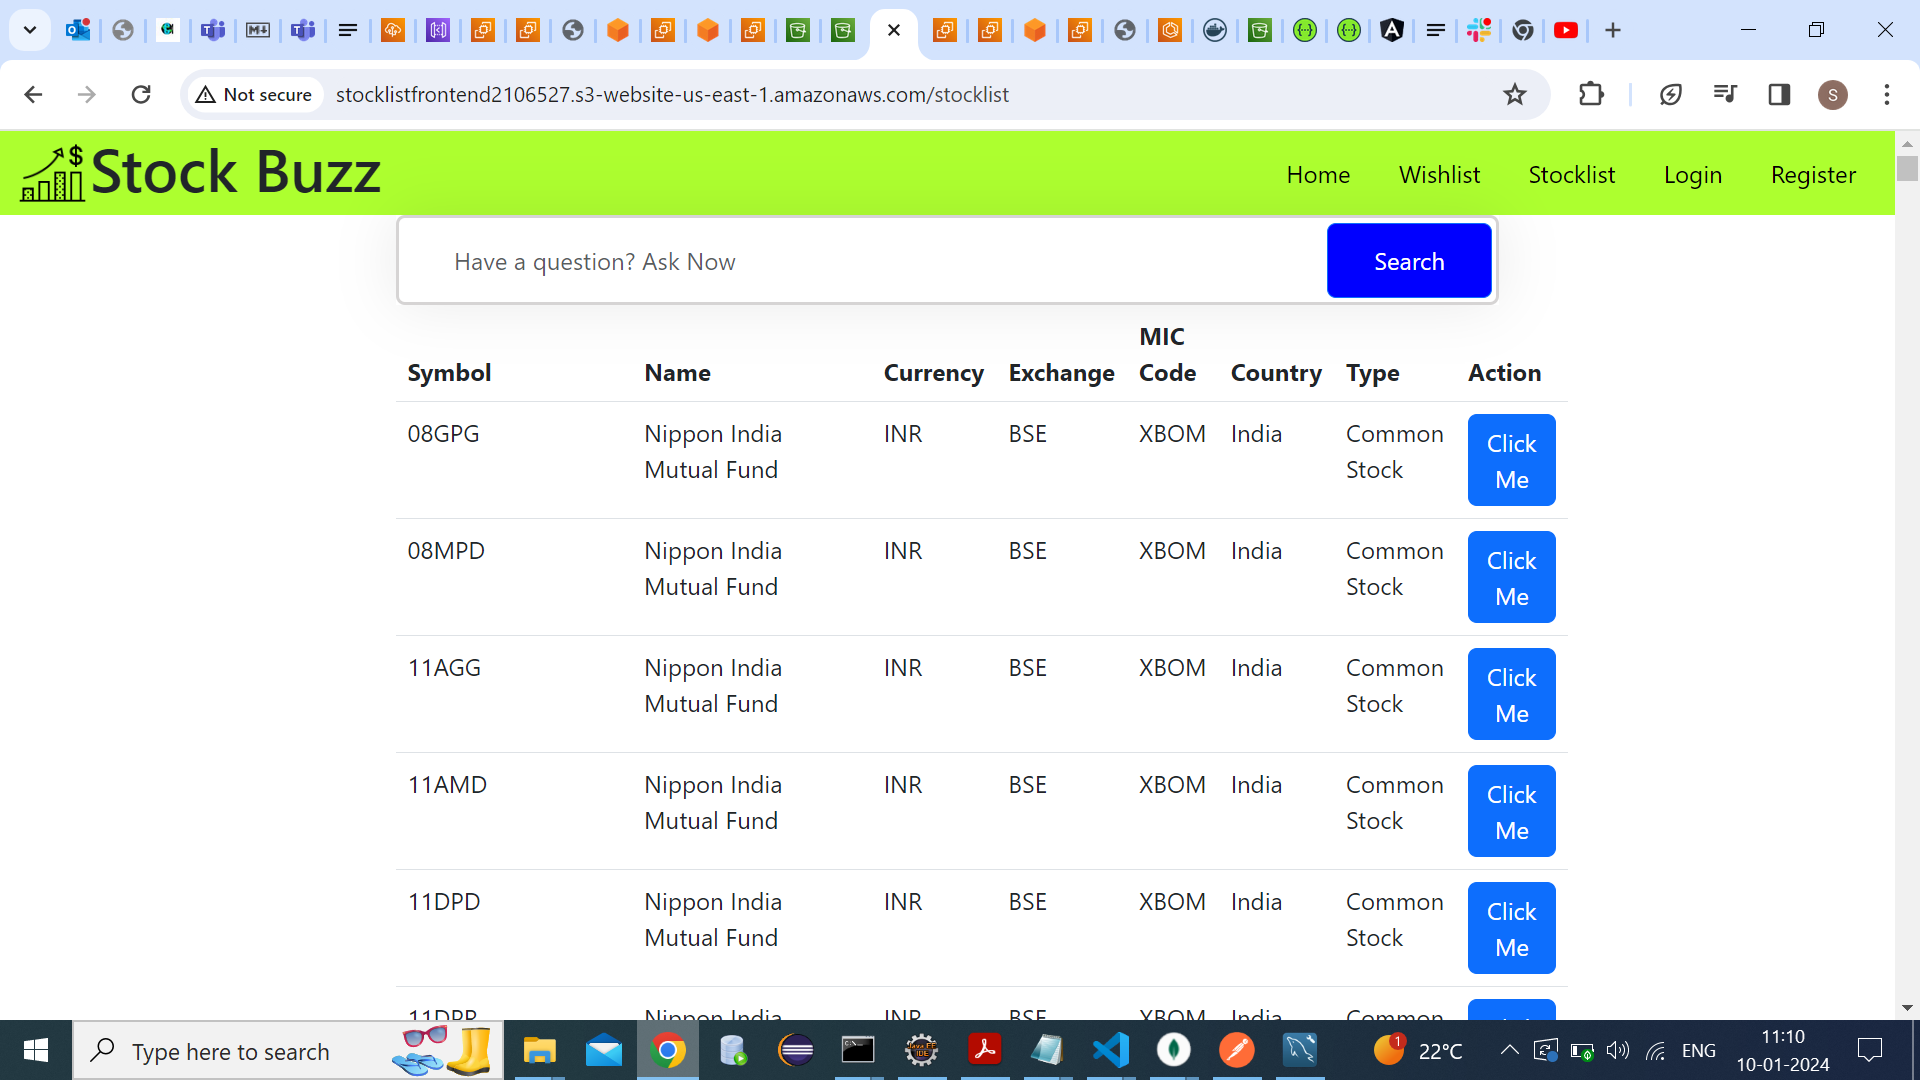 Not secure
stocklistfrontend2106527.s3-website-us-east-1.amazonaws.com/stocklist
S
Stock Buzz
Home Wishlist Stocklist Login Register
Have a question? Ask Now
Search
Symbol Name Currency Exchange MIC Code Country Type Action
08GPG Nippon India Mutual Fund INR BSE XBOM India Common Stock Click Me
08MPD Nippon India Mutual Fund INR BSE XBOM India Common Stock Click Me
11AGG Nippon India Mutual Fund INR BSE XBOM India Common Stock Click Me
11AMD Nippon India Mutual Fund INR BSE XBOM India Common Stock Click Me
11DPD Nippon India Mutual Fund INR BSE XBOM India Common Stock Click Me
Nippon India INR BSE XBOM India Common
Type here to search
1
22°C
ENG
11:10
10-01-2024